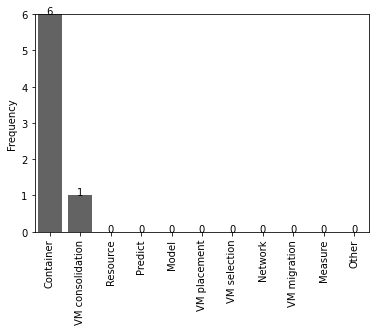 6
5
4
3
2
1
0
Frequency
6
1
0
0
0
0
0
0
0
0
0
Container
VM consolidation
Resource
Predict
Model
VM placement
VM selection
Network
VM migration
Measure
Other